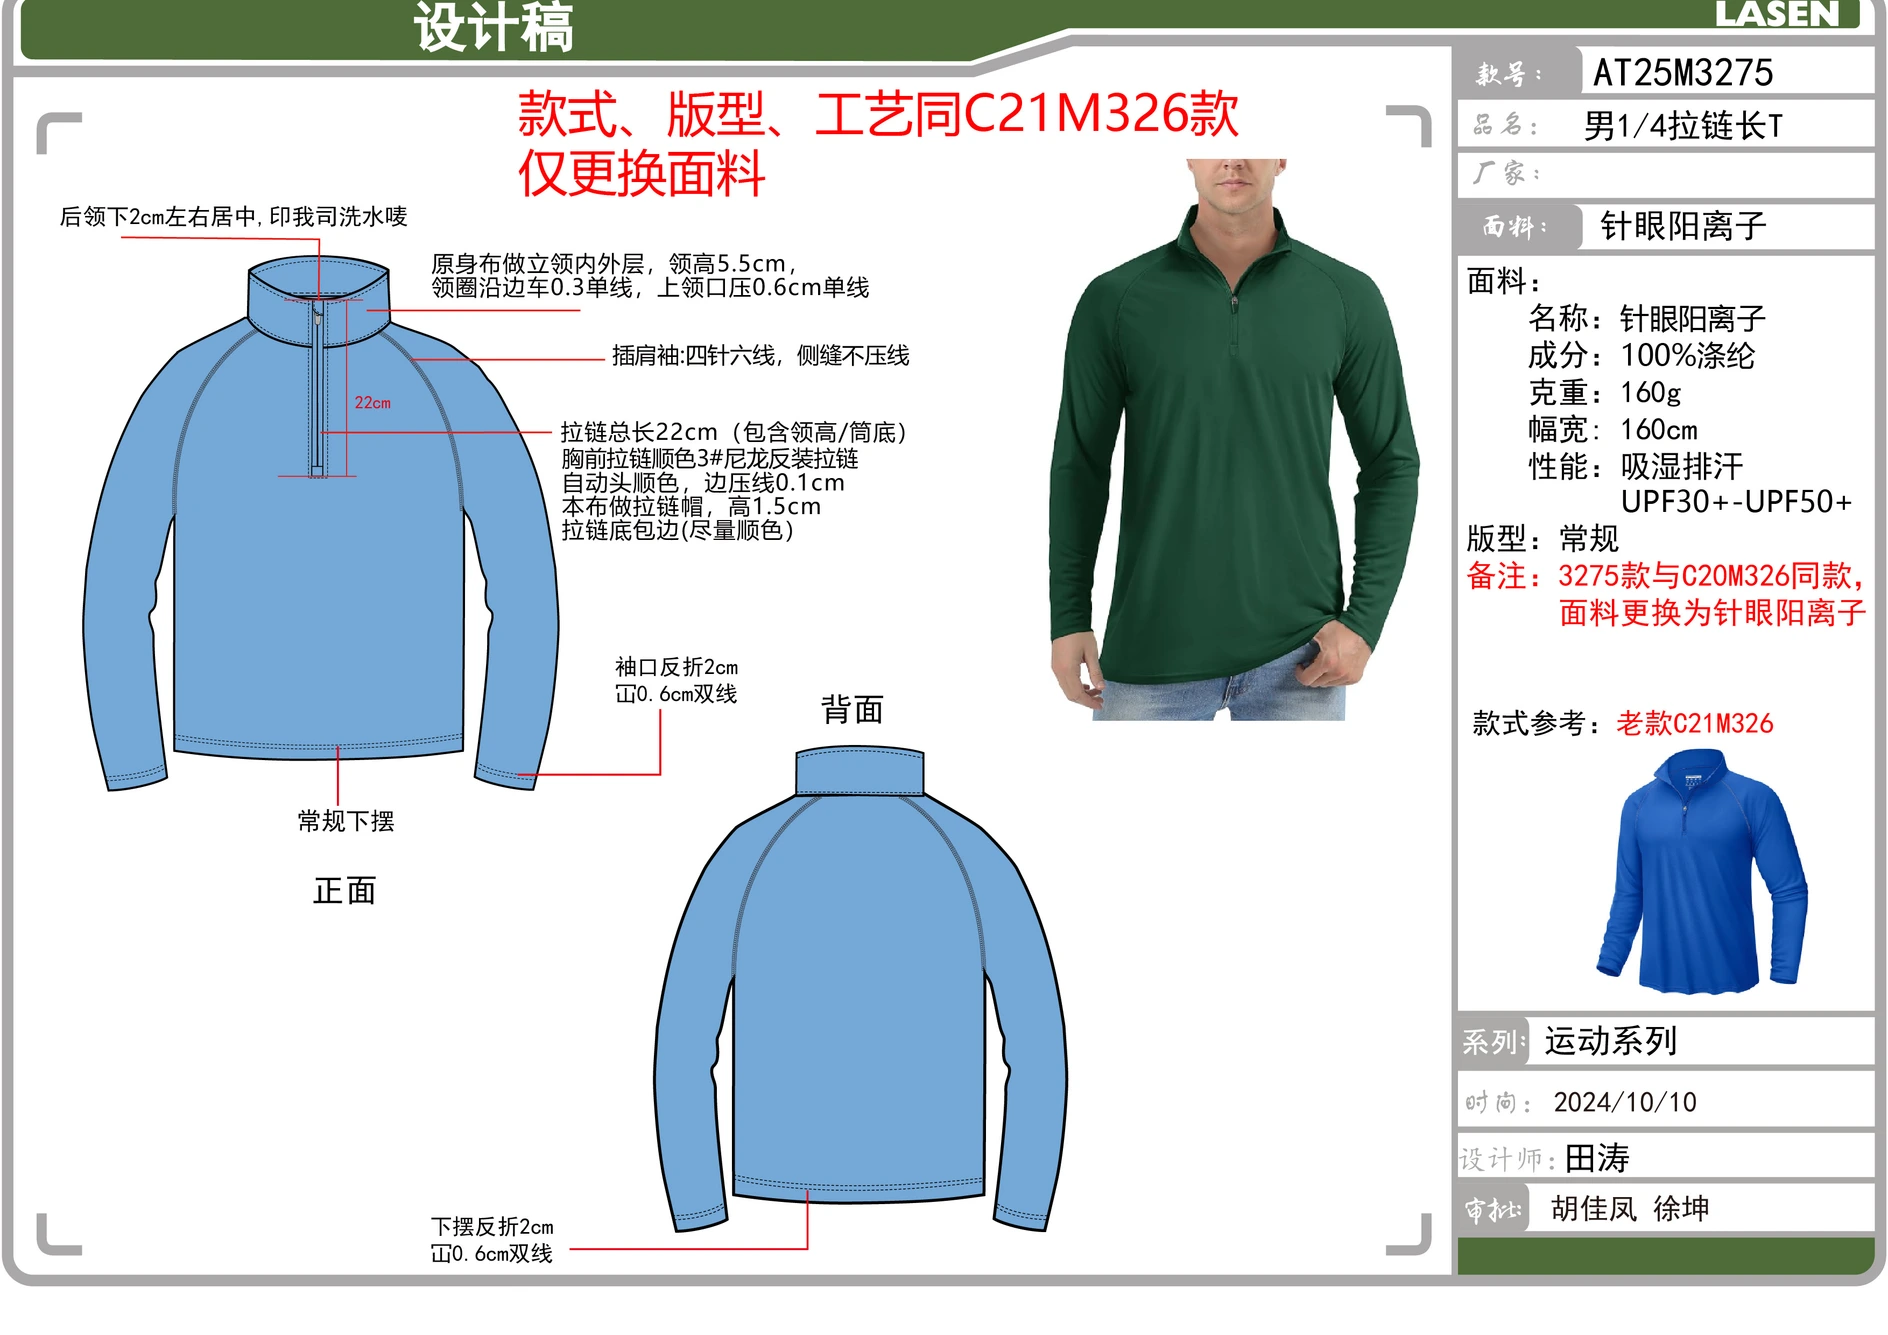 设计稿
LASEN
款式、版型、工艺同C21M326款
仅更换面料
后领下2cm左右居中,印我司洗水唛
原身布做立领内外层，领高5.5cm，
领圈沿边车0.3单线，上领口压0.6cm单线
插肩袖:四针六线，侧缝不压线
22cm
拉链总长22cm（包含领高/筒底）
胸前拉链顺色3#尼龙反装拉链
自动头顺色，边压线0.1cm
本布做拉链帽，高1.5cm
拉链底包边(尽量顺色）
袖口反折2cm
冚0.6cm双线
常规下摆
正面
背面
下摆反折2cm
冚0.6cm双线
款号：AT25M3275
品名：男1/4拉链长T
厂家：
面料：针眼阳离子
面料：
名称：针眼阳离子
成分：100%涤纶
克重：160g
幅宽：160cm
性能：吸湿排汗
UPF30+-UPF50+
版型：常规
备注：3275款与C20M326同款，
面料更换为针眼阳离子
款式参考：老款C21M326
系列：运动系列
时间：2024/10/10
设计师：田涛
审批：胡佳凤 徐坤